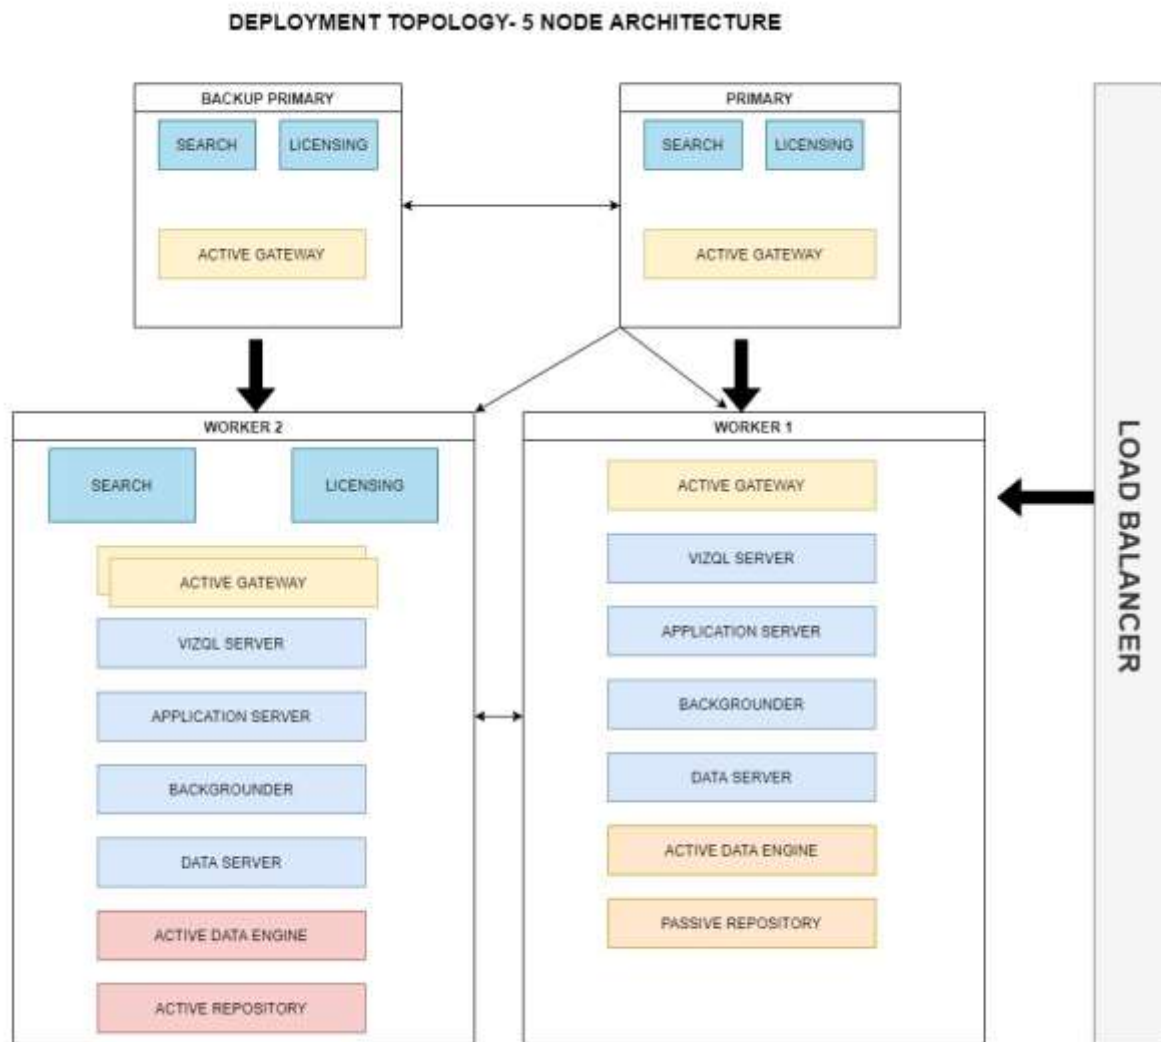 DEPLOYMENT TOPOLOGY- 5 NODE ARCHITECTURE
BACKUP PRIMARY
SEARCH
LICENSING
ACTIVE GATEWAY
PRIMARY
SEARCH
LICENSING
ACTIVE GATEWAY
WORKER 2
SEARCH
LICENSING
ACTIVE GATEWAY
VIZQL SERVER
APPLICATION SERVER
BACKGROUNDER
DATA SERVER
ACTIVE DATA ENGINE
ACTIVE REPOSITORY
WORKER 1
ACTIVE GATEWAY
VIZQL SERVER
APPLICATION SERVER
BACKGROUNDER
DATA SERVER
ACTIVE DATA ENGINE
PASSIVE REPOSITORY
LOAD BALANCER